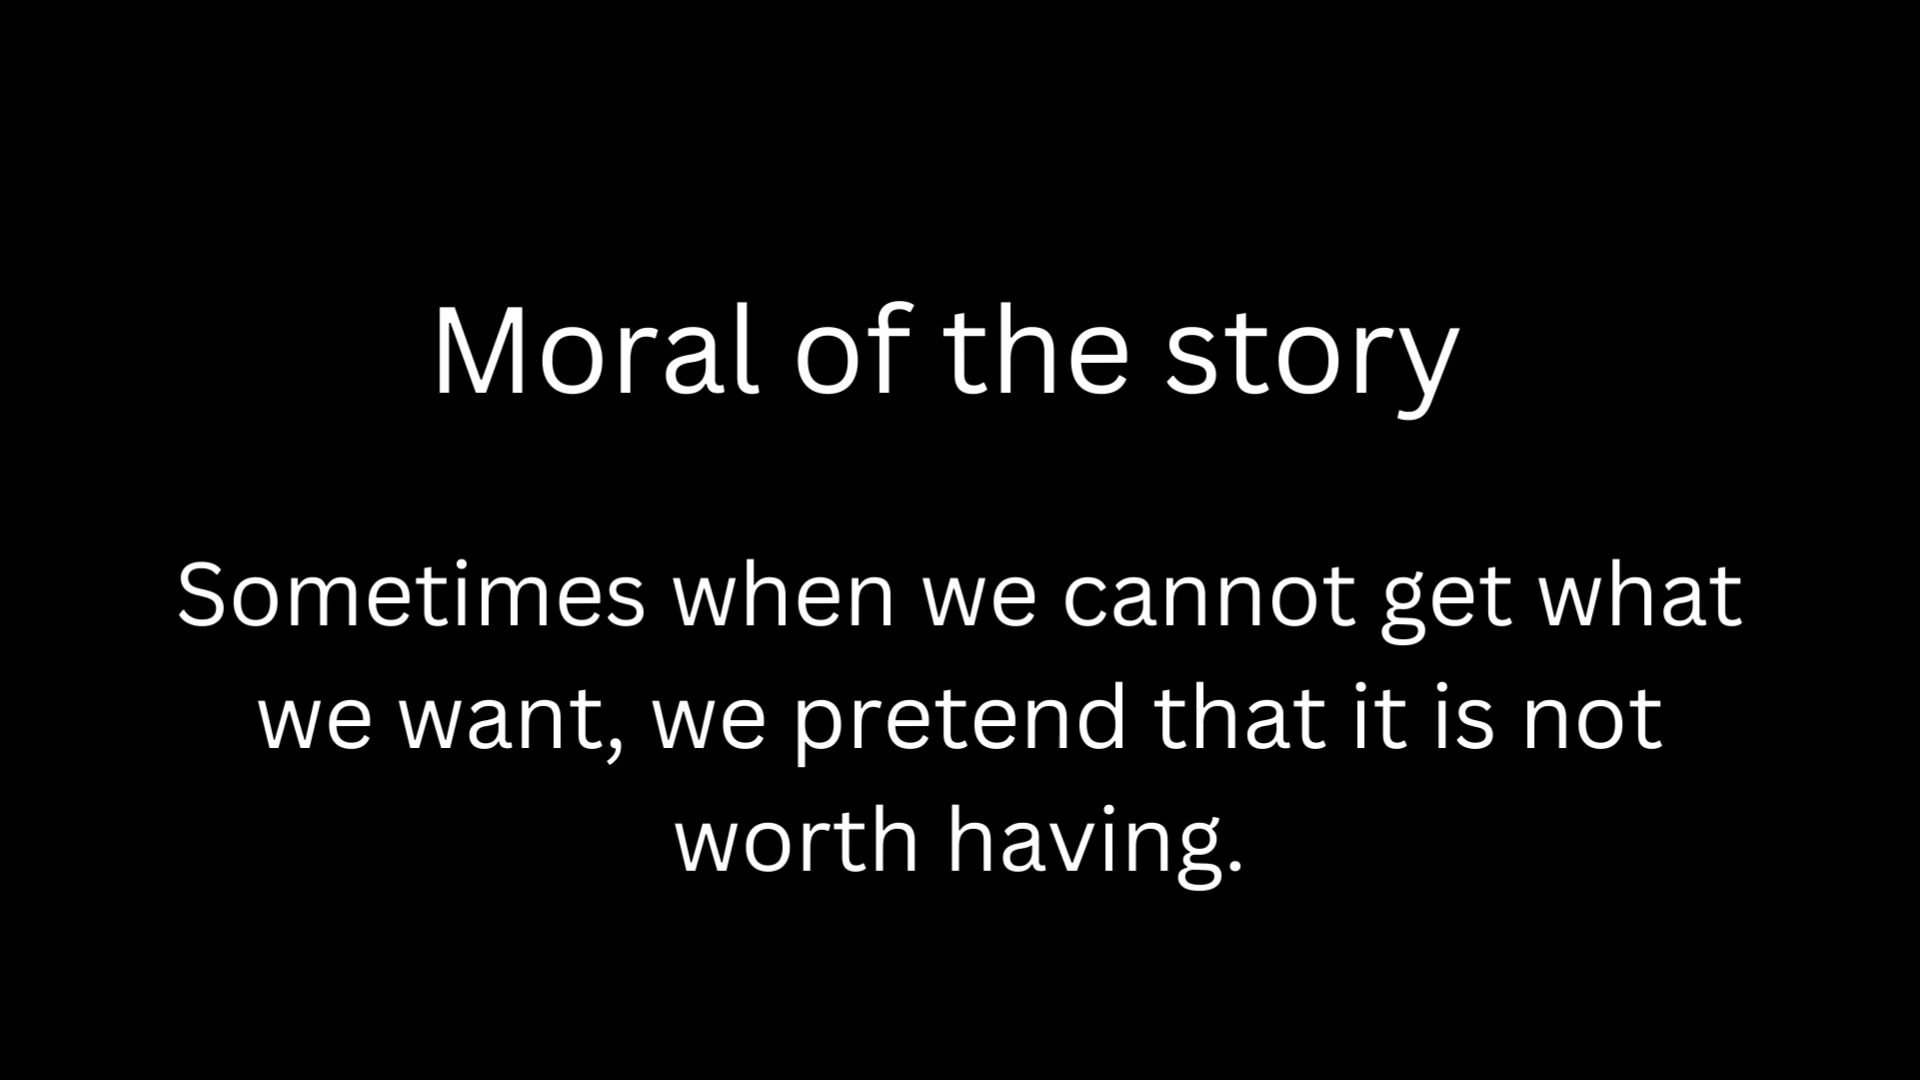 Moral of the story
Sometimes when we cannot get what
we want, we pretend that it is not
worth having.